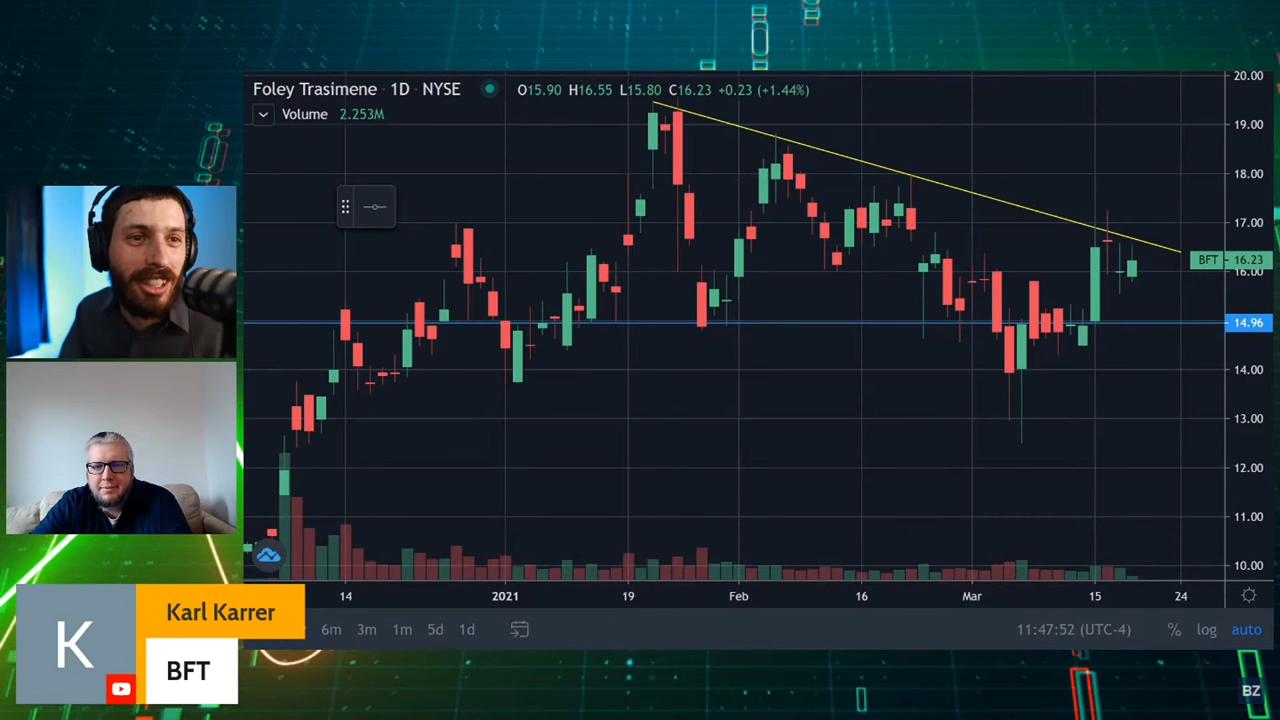 Foley Trasimene · 1D · NYSE
O15.90 H16.55 L15.80 C16.23 +0.23 (+1.44%)
Volume 2.253M
20.00
19.00
18.00
17.00
BFT 16.23
16.00
14.96
14.00
13.00
12.00
11.00
10.00
14 2021 19 Feb 16 Mar 15 24
6m 3m 1m 5d 1d
11:47:52 (UTC-4) % log auto
K
Karl Karrer
BFT
BZ